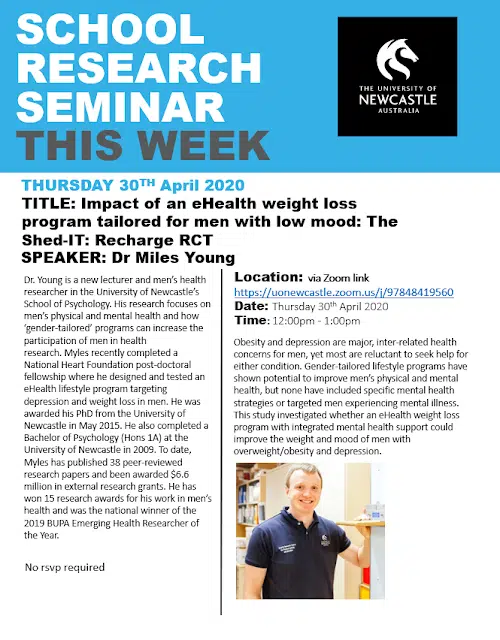 SCHOOL
RESEARCH
SEMINAR
THIS WEEK
THE UNIVERSITY OF
NEWCASTLE
AUSTRALIA
THURSDAY 30TH April 2020
TITLE: Impact of an eHealth weight loss
program tailored for men with low mood: The
Shed-IT: Recharge RCT
SPEAKER: Dr Miles Young
Dr. Young is a new lecturer and men's health
researcher in the University of Newcastle's
School of Psychology. His research focuses on
men's physical and mental health and how
'gender-tailored' programs can increase the
participation of men in health
research. Myles recently completed a
National Heart Foundation post-doctoral
fellowship where he designed and tested an
eHealth lifestyle program targeting
depression and weight loss in men. He was
awarded his PhD from the University of
Newcastle in May 2015. He also completed a
Bachelor of Psychology (Hons 1A) at the
University of Newcastle in 2009. To date,
Myles has published 38 peer-reviewed
research papers and been awarded $6.6
million in external research grants. He has
won 15 research awards for his work in men's
health and was the national winner of the
2019 BUPA Emerging Health Researcher of
the Year.
No rsvp required
Location: via Zoom link
https://uonewcastle.zoom.us/j/97848419560
Date: Thursday 30th April 2020
Time: 12:00pm - 1:00pm
Obesity and depression are major, inter-related health
concerns for men, yet most are reluctant to seek help for
either condition. Gender-tailored lifestyle programs have
shown potential to improve men's physical and mental
health, but none have included specific mental health
strategies or targeted men experiencing mental illness.
This study investigated whether an eHealth weight loss
program with integrated mental health support could
improve the weight and mood of men with
overweight/obesity and depression.